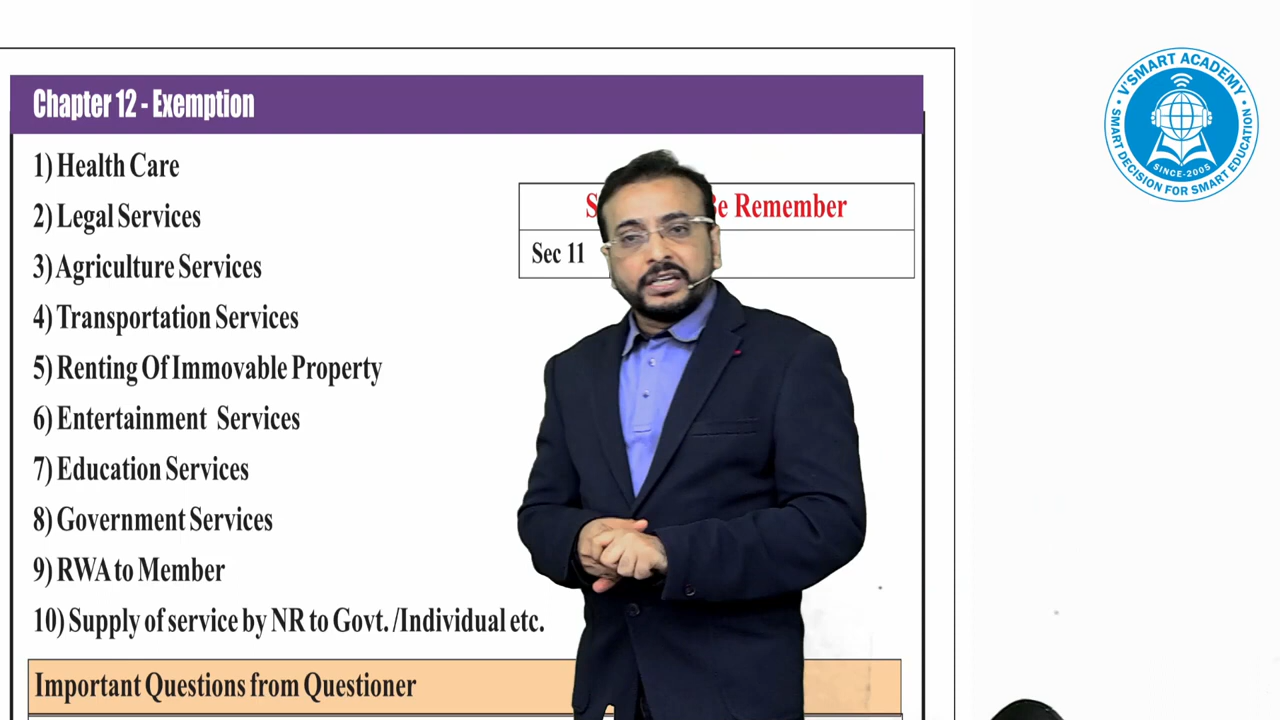 Chapter 12 - Exemption
1) Health Care
2) Legal Services
3) Agriculture Services
4) Transportation Services
5) Renting Of Immovable Property
6) Entertainment Services
7) Education Services
8) Government Services
9) RWA to Member
10) Supply of service by NR to Govt. /Individual etc.
Remember
Sec 11
Important Questions from Questioner
V'SMART ACADEMY
SMART DECISION FOR SMART EDUCATION
SINCE-2005